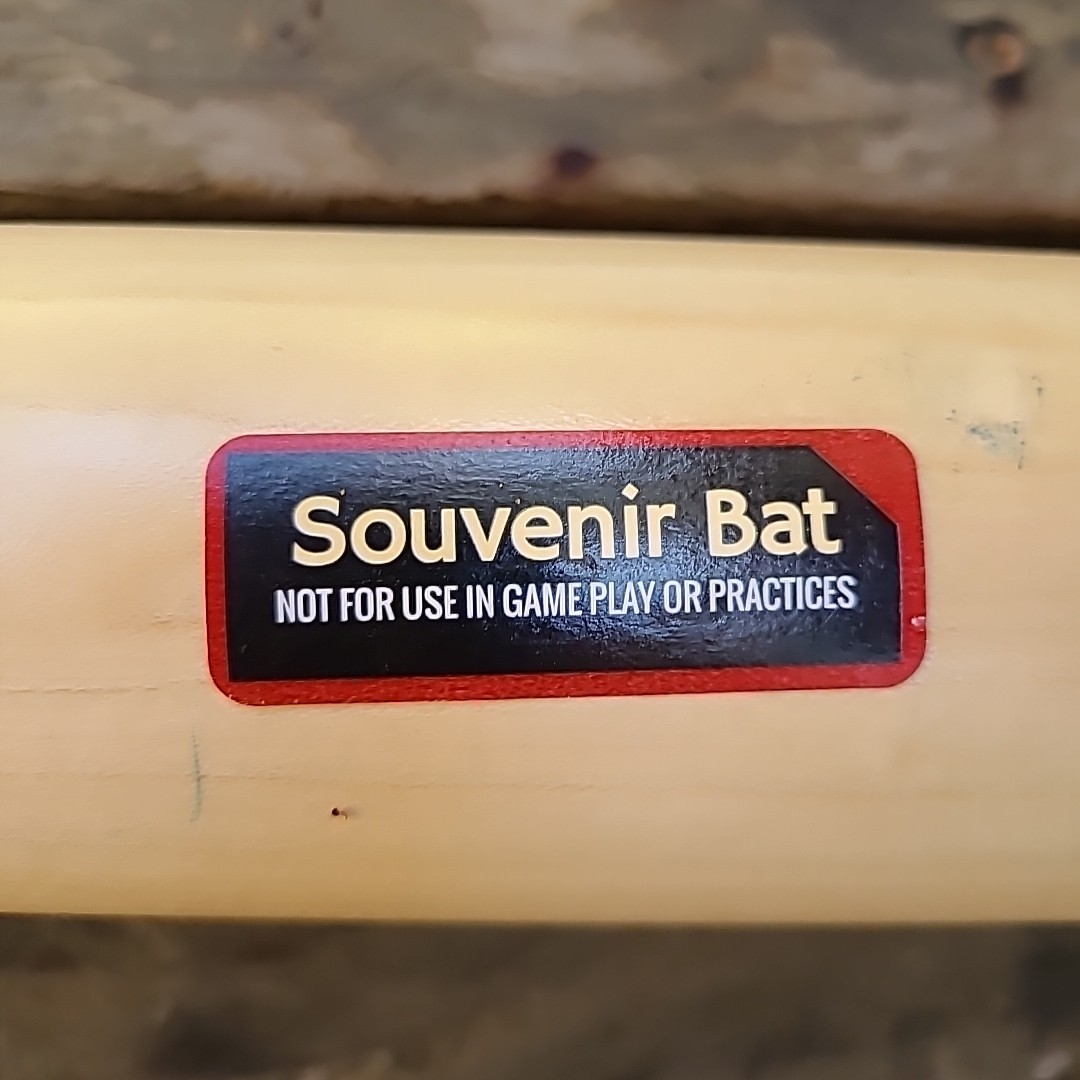 Souvenir Bat
NOT FOR USE IN GAME PLAY OR PRACTICES